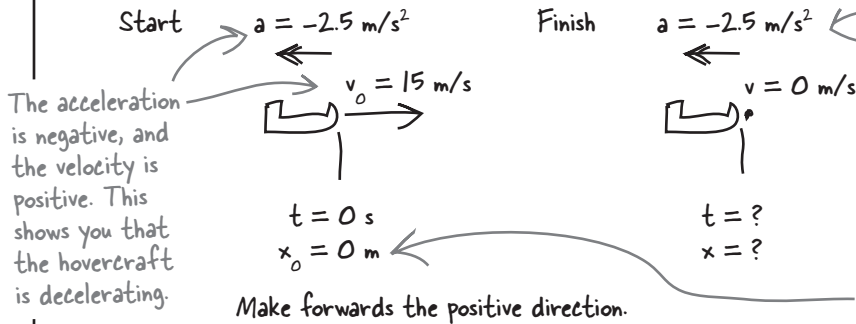 Start
a = -2.5 m/s²
Finish
a = -2.5 m/s²
v₀ = 15 m/s
v = 0 m/s
The acceleration
is negative, and
the velocity is
positive. This
shows you that
the hovercraft
is decelerating.
t = 0 s
x₀ = 0 m
t = ?
x = ?
Make forwards the positive direction.